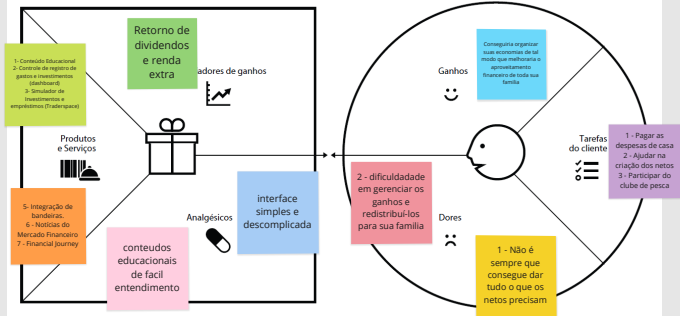 Retorno de
dividendos
e renda
extra
1- Conteúdo Educacional
2- Controle de registro de
gastos e investimentos
(dashboard)
3- Simulador de
Investimentos e
empréstimos (Traderspace)
adores de ganhos
Produtos
e Serviços
5- Integração de
bandeiras.
6 - Notícias do
Mercado Financeiro
7 - Financial Journey
conteudos
educacionais
de facil
entendimento
Analgésicos
interface
simples e
descomplicada
Ganhos
Conseguiria organizar
suas economias de tal
modo que melhoraria o
aproveitamento
financeiro de toda sua
família
Tarefas
do cliente
1 - Pagar as
despesas de casa
2 - Ajudar na
criação dos netos
3 - Participar do
clube de pesca
2 - dificuldadade
em gerenciar os
ganhos e
redistribuí-los
para sua familia
Dores
1 - Não é
sempre que
consegue dar
tudo o que os
netos precisam